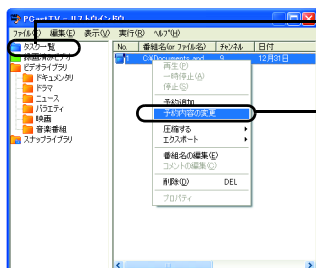 PCastTV - リストウインドウ
ファイル(F) 編集(E) 表示(V) 実行(R) ヘルプ(H)
タスク一覧
録画済みビデオ
ビデオライブラリ
ドキュメンタリ
ドラマ
ニュース
バラエティ
映画
音楽番組
スナップライブラリ
No. 番組名(or ファイル名) チャンネル 日付
1 C:¥Documents and 9 12月31日
再生(P)
一時停止(A)
停止(S)
予約追加
予約内容の変更
圧縮する
エクスポート
番組名の編集(E)
コメントの編集(C)
削除(D) DEL
プロパティ